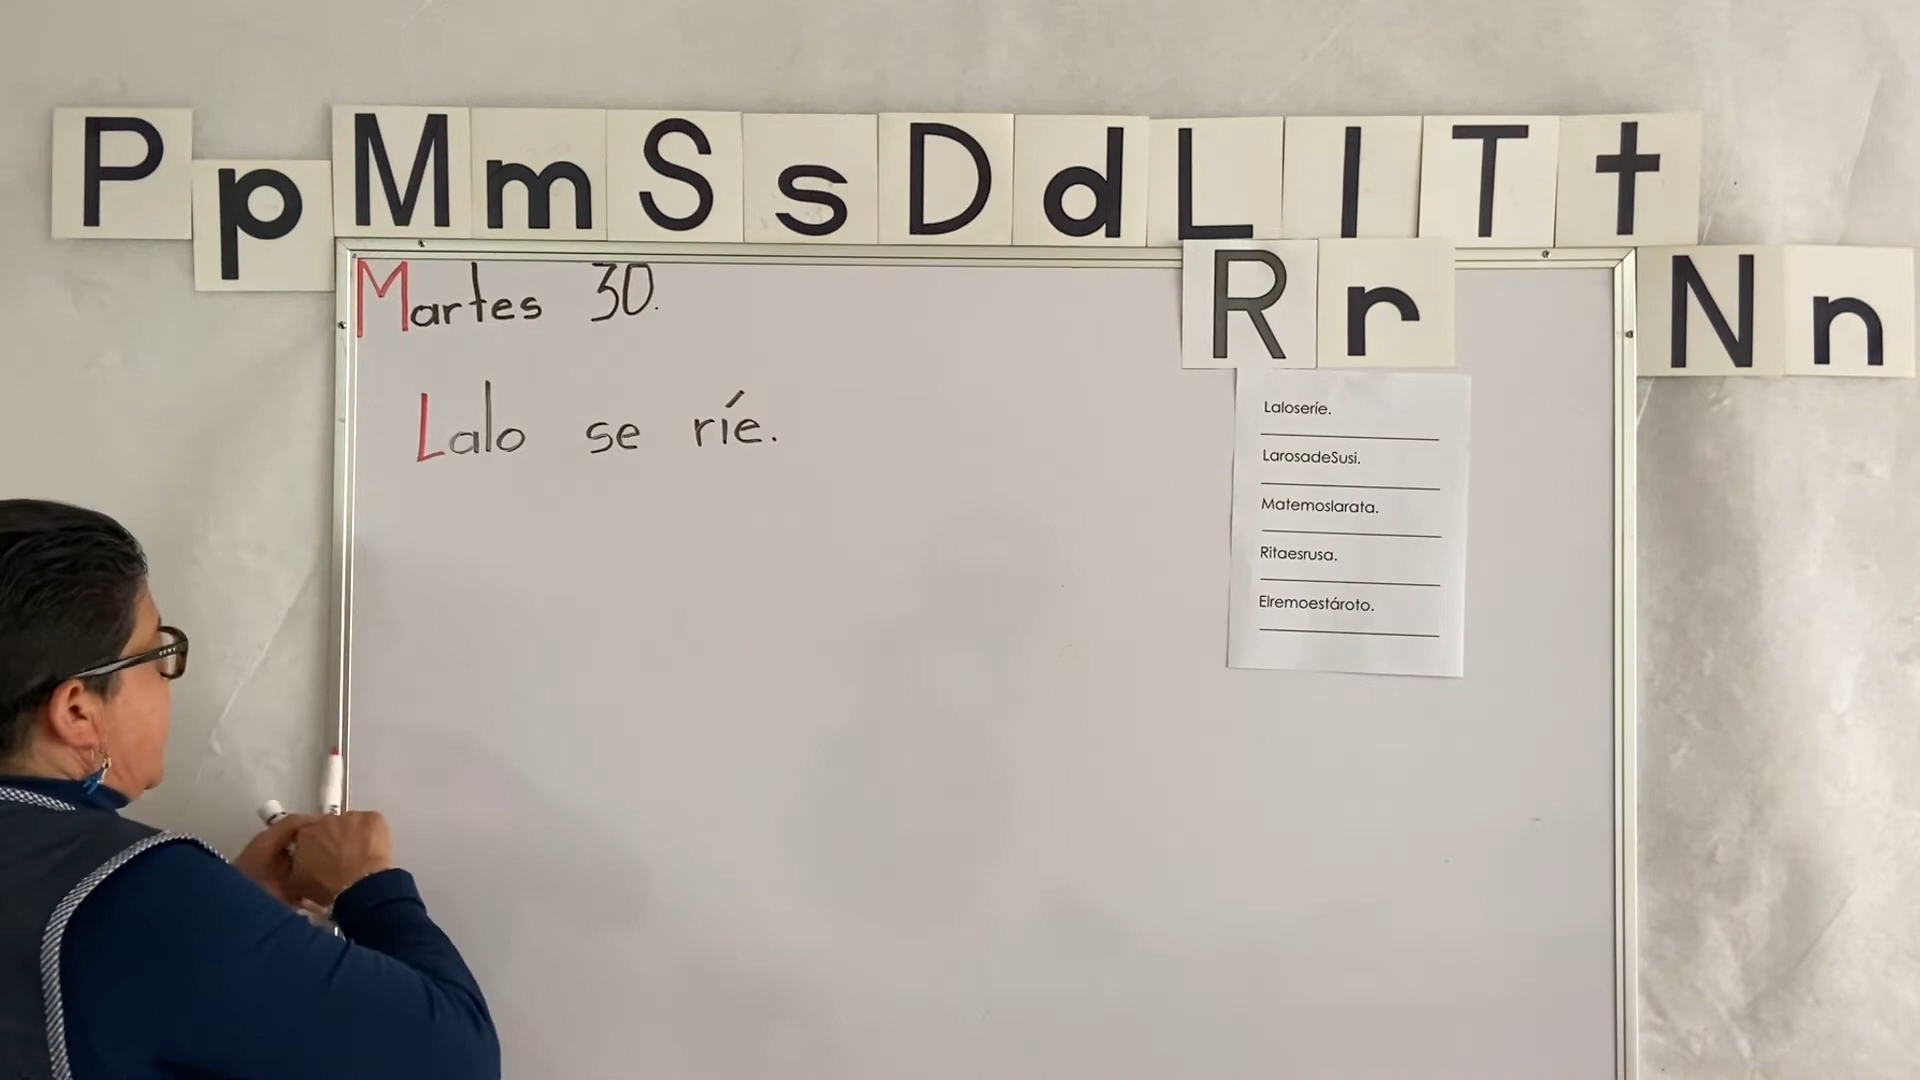 P p M m S s D d L l T t
R r N n
Martes 30.
Lalo se ríe.
Laloseríe.
LarosadeSusi.
Matemoslarata.
Ritaesrusa.
Elremoestároto.